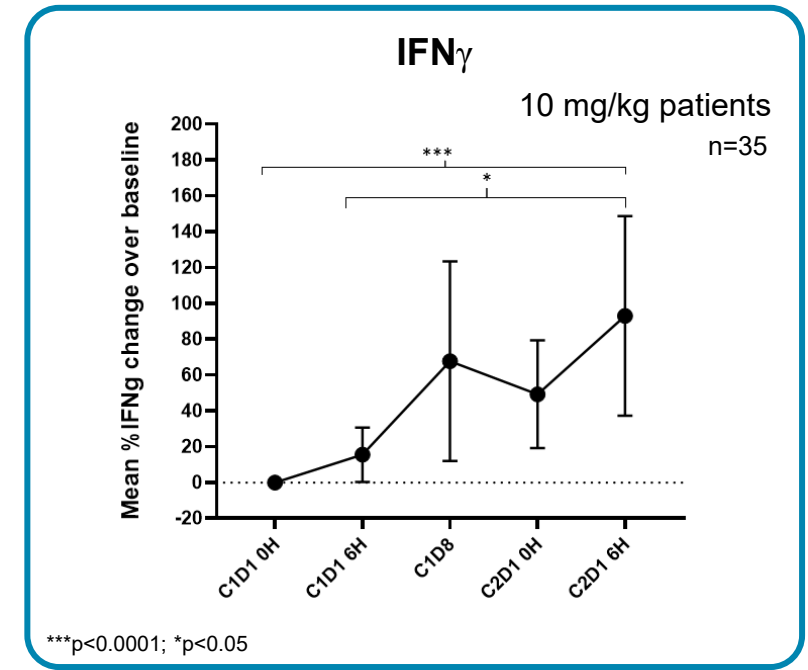 IFNγ
10 mg/kg patients
n=35
Mean % IFNg change over baseline
200
180
160
140
120
100
80
60
40
20
0
-20
***
*
C1D1 0H
C1D1 6H
C1D8
C2D1 0H
C2D1 6H
***p<0.0001; *p<0.05